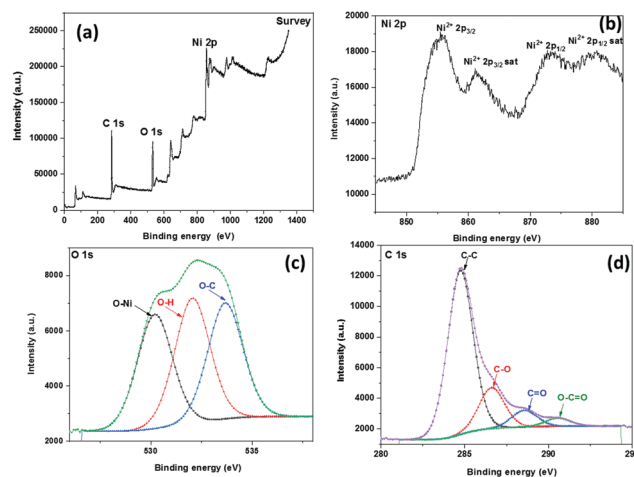 (a)
Survey
Ni 2p
C 1s
O 1s
Intensity (a.u.)
250000
200000
150000
100000
50000
0
0 200 400 600 800 1000 1200 1400 1600
Binding energy (eV)
Ni 2p
(b)
Ni²⁺ 2p₃/₂
Ni²⁺ 2p₃/₂ sat
Ni²⁺ 2p₁/₂
Ni²⁺ 2p₁/₂ sat
Intensity (a.u.)
20000
18000
16000
14000
12000
10000
850 860 870 880
Binding energy (eV)
O 1s
(c)
O-Ni
O-H
O-C
Intensity (a.u.)
8000
6000
4000
2000
530 535
Binding energy (eV)
C 1s
(d)
C-C
C-O
C=O
O-C=O
Intensity (a.u.)
14000
12000
10000
8000
6000
4000
2000
280 285 290 29
Binding energy (eV)